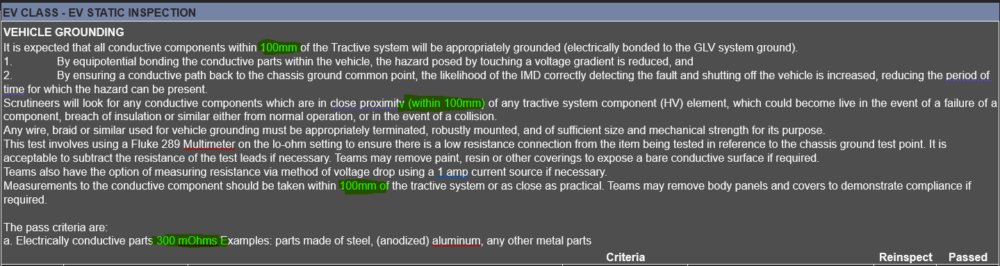 EV CLASS - EV STATIC INSPECTION
VEHICLE GROUNDING
It is expected that all conductive components within 100mm of the Tractive system will be appropriately grounded (electrically bonded to the GLV system ground).
1. By equipotential bonding the conductive parts within the vehicle, the hazard posed by touching a voltage gradient is reduced, and
2. By ensuring a conductive path back to the chassis ground common point, the likelihood of the IMD correctly detecting the fault and shutting off the vehicle is increased, reducing the period of
time for which the hazard can be present.
Scrutineers will look for any conductive components which are in close proximity (within 100mm) of any tractive system component (HV) element, which could become live in the event of a failure of a
component, breach of insulation or similar either from normal operation, or in the event of a collision.
Any wire, braid or similar used for vehicle grounding must be appropriately terminated, robustly mounted, and of sufficient size and mechanical strength for its purpose.
This test involves using a Fluke 289 Multimeter on the lo-ohm setting to ensure there is a low resistance connection from the item being tested in reference to the chassis ground test point. It is
acceptable to subtract the resistance of the test leads if necessary. Teams may remove paint, resin or other coverings to expose a bare conductive surface if required.
Teams also have the option of measuring resistance via method of voltage drop using a 1 amp current source if necessary.
Measurements to the conductive component should be taken within 100mm of the tractive system or as close as practical. Teams may remove body panels and covers to demonstrate compliance if
required.
The pass criteria are:
a. Electrically conductive parts 300 mOhms Examples: parts made of steel, (anodized) aluminum, any other metal parts
Criteria Reinspect Passed